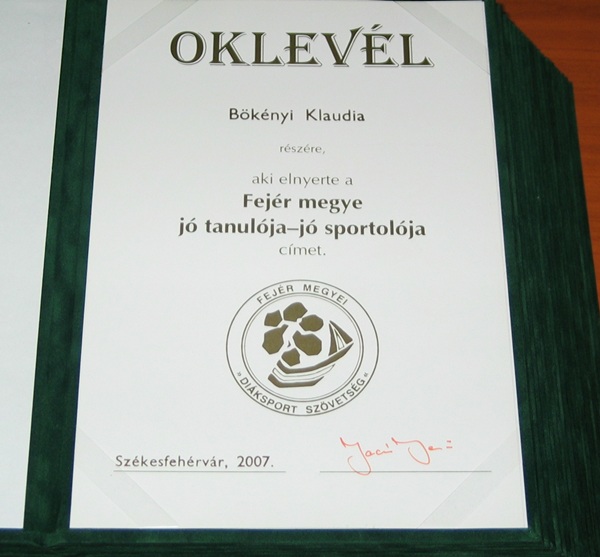 OKLEVÉL
Bökényi Klaudia
részére,
aki elnyerte a
Fejér megye
jó tanulója–jó sportolója
címet.
FEJÉR MEGYEI
DIÁKSPORT SZÖVETSÉG
Székesfehérvár, 2007.